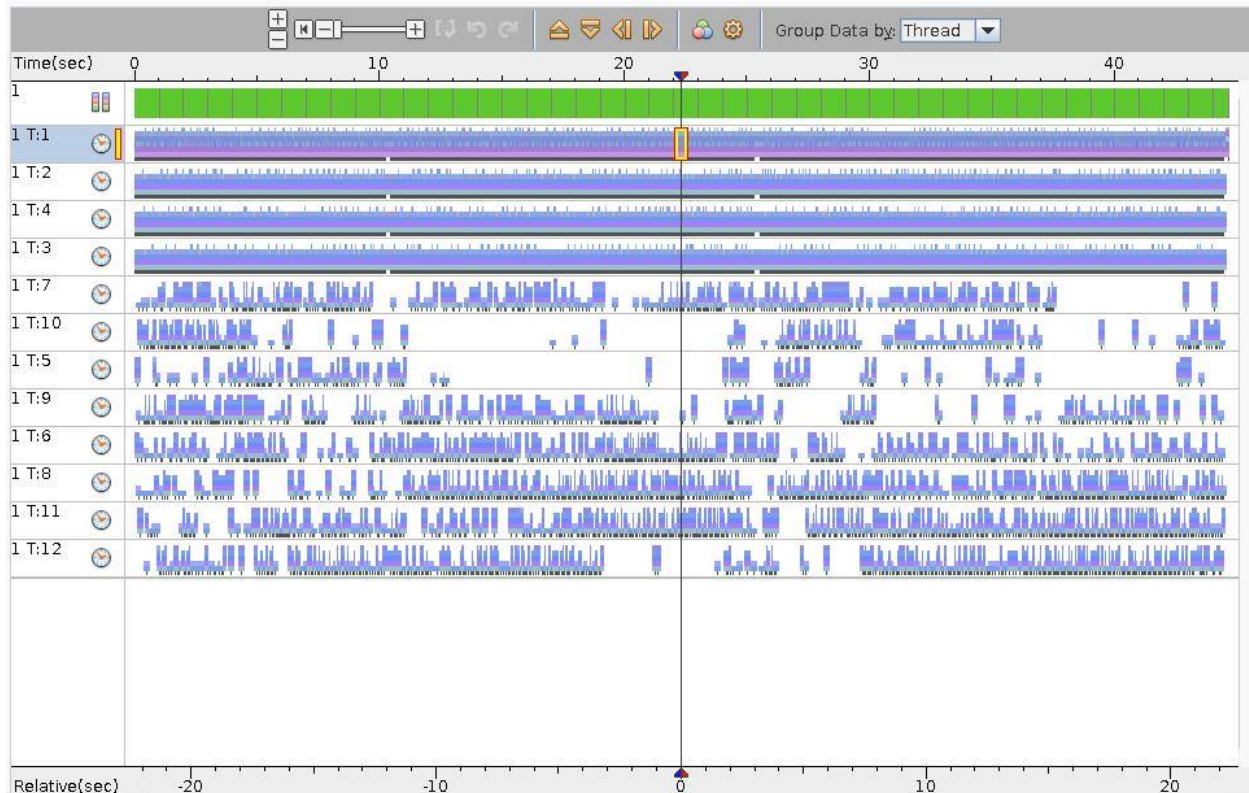 Group Data by: Thread
Time(sec) 0 10 20 30 40
1
1 T:1
1 T:2
1 T:4
1 T:3
1 T:7
1 T:10
1 T:5
1 T:9
1 T:6
1 T:8
1 T:11
1 T:12
Relative(sec) -20 -10 0 10 20